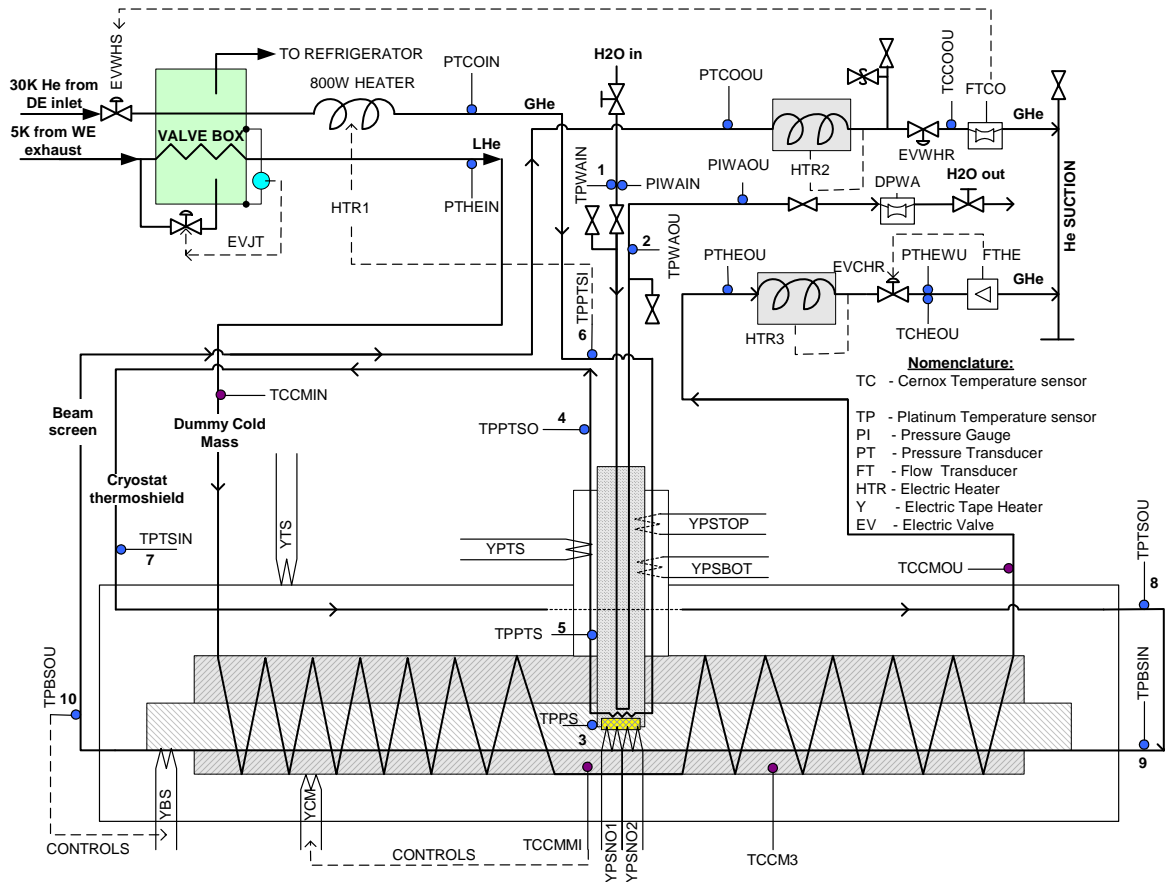 EVWHS
TO REFRIGERATOR
30K He from
DE inlet
5K from WE
exhaust
VALVE BOX
EVJT
800W HEATER
HTR1
PTCOIN
GHe
LHe
PTHEIN
H2O in
1
TPWAIN
PIWAIN
2
TPWAOU
TPPTSI
6
PTCOOU
HTR2
TCCOOU
FTCO
GHe
EVWHR
PIWAOU
DPWA
H2O out
He SUCTION
PTHEOU
HTR3
EVCHR
PTHEWU
FTHE
GHe
TCHEOU
Nomenclature:
TC - Cernox Temperature sensor
TP - Platinum Temperature sensor
PI - Pressure Gauge
PT - Pressure Transducer
FT - Flow Transducer
HTR - Electric Heater
Y - Electric Tape Heater
EV - Electric Valve
Beam
screen
TCCMIN
Dummy Cold
Mass
4
TPPTSO
Cryostat
thermoshield
TPTSIN
7
YTS
YPTS
YPSTOP
YPSBOT
TCCMOU
TPTSOU
8
TPPTS
5
TPBSOU
10
TPPS
3
TPBSIN
9
YBS
YCM
CONTROLS
CONTROLS
TCCMMI
YPSNO1
YPSNO2
TCCM3